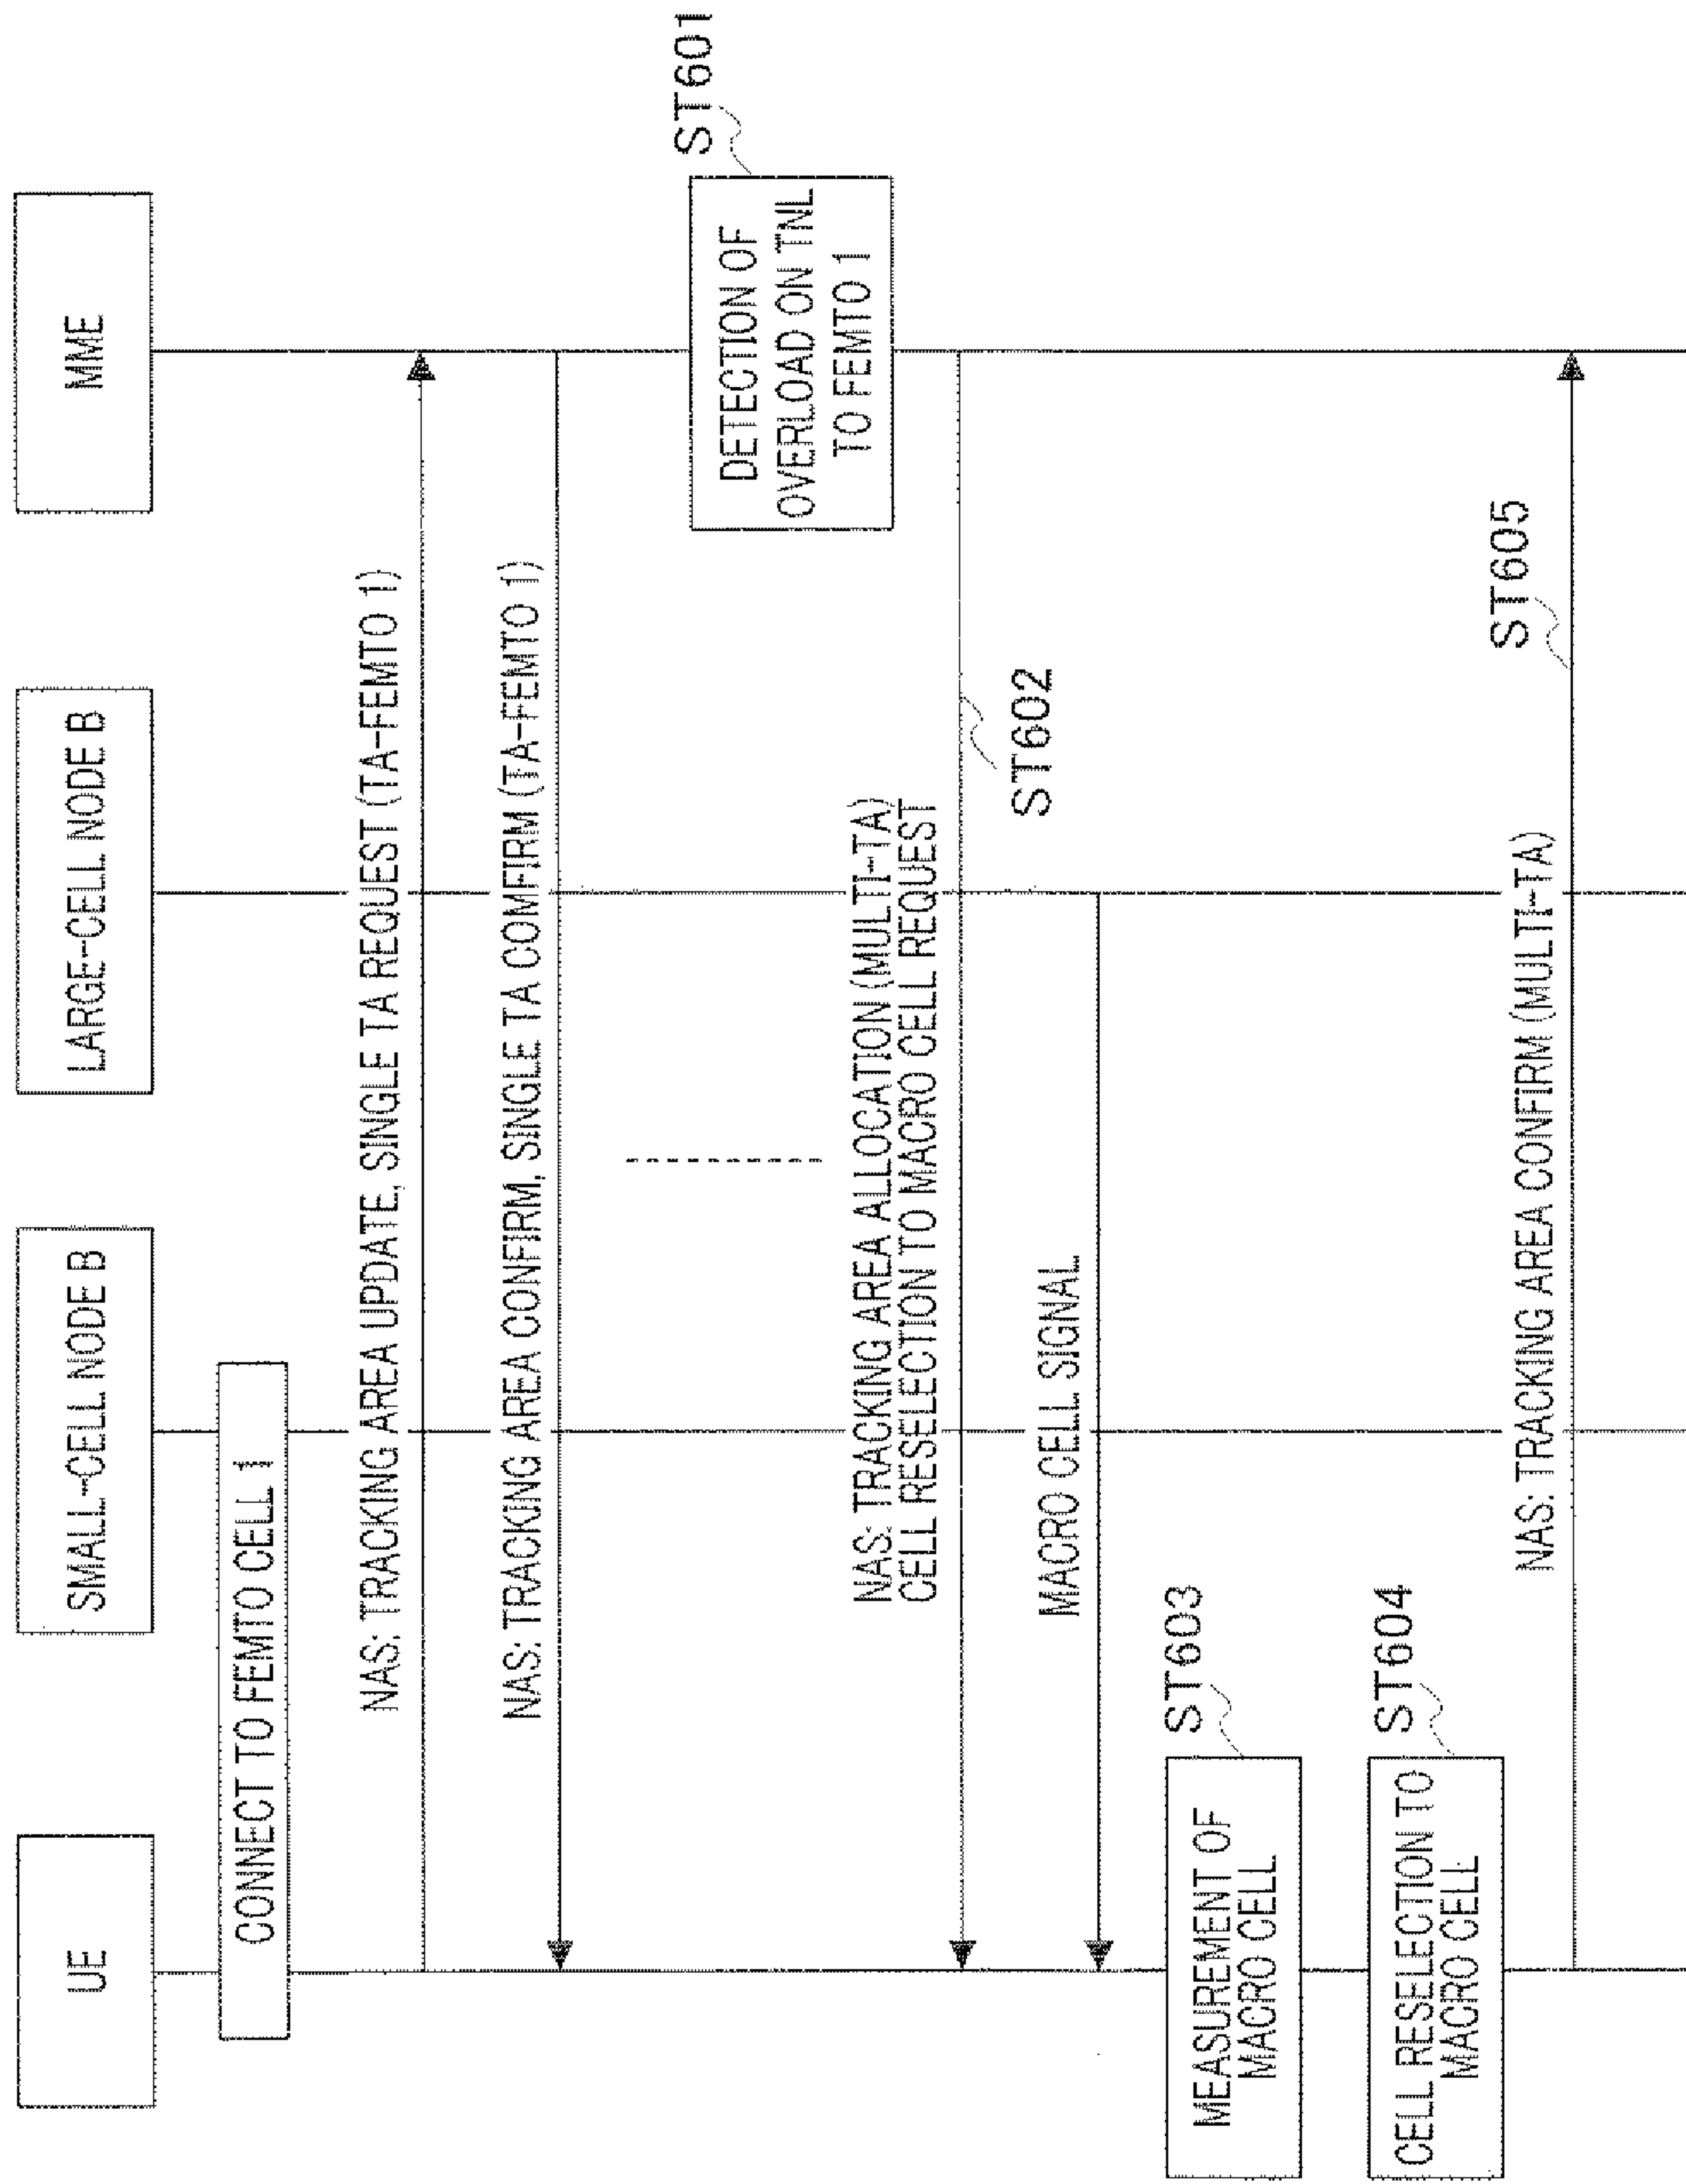 UE
SMALL-CELL NODE B
LARGE-CELL NODE B
MME
CONNECT TO FEMTO CELL 1
NAS: TRACKING AREA UPDATE, SINGLE TA REQUEST (TA-FEMTO 1)
NAS: TRACKING AREA CONFIRM, SINGLE TA COMFIRM (TA-FEMTO 1)
ST601
DETECTION OF
OVERLOAD ON TNL
TO FEMTO 1
NAS: TRACKING AREA ALLOCATION (MULTI-TA)
CELL RESELECTION TO MACRO CELL REQUEST
ST602
MACRO CELL SIGNAL
ST603
MEASUREMENT OF
MACRO CELL
ST604
CELL RESELECTION TO
MACRO CELL
NAS: TRACKING AREA CONFIRM (MULTI-TA)
ST605